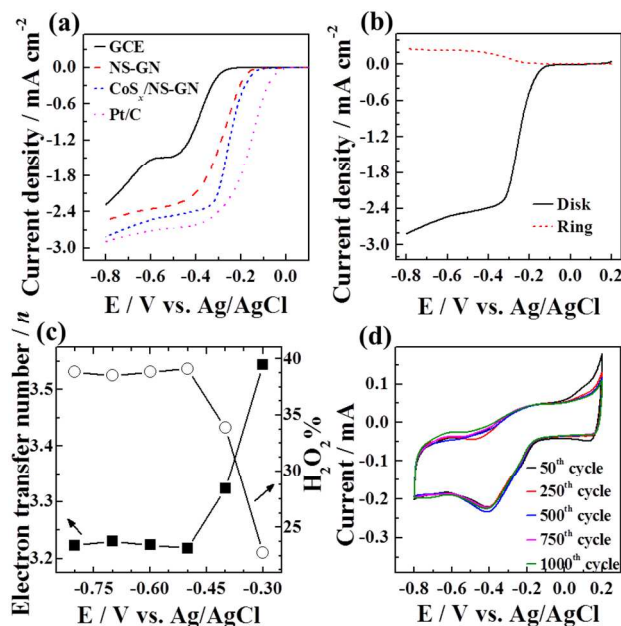 (a)
GCE
NS-GN
CoSx/NS-GN
Pt/C
Current density / mA cm-2
0.0
-0.6
-1.2
-1.8
-2.4
-3.0
-0.8 -0.6 -0.4 -0.2 0.0
E / V vs. Ag/AgCl
(b)
Current density / mA cm-2
0.0
-0.6
-1.2
-1.8
-2.4
-3.0
Disk
Ring
-0.8 -0.6 -0.4 -0.2 0.0 0.2
E / V vs. Ag/AgCl
(c)
Electron transfer number / n
3.5
3.4
3.3
3.2
H2O2%
40
38
28
23
-0.75 -0.60 -0.45 -0.30
E / V vs. Ag/AgCl
(d)
Current / mA
0.1
0.0
-0.1
-0.2
-0.3
50th cycle
250th cycle
500th cycle
750th cycle
1000th cycle
-0.8 -0.6 -0.4 -0.2 0.0 0.2
E / V vs. Ag/AgCl